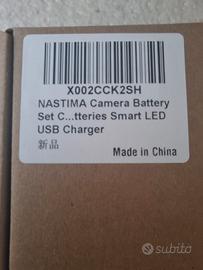 X002CCK2SH
NASTIMA Camera Battery
Set C...tteries Smart LED
USB Charger
新品
Made in China
subito